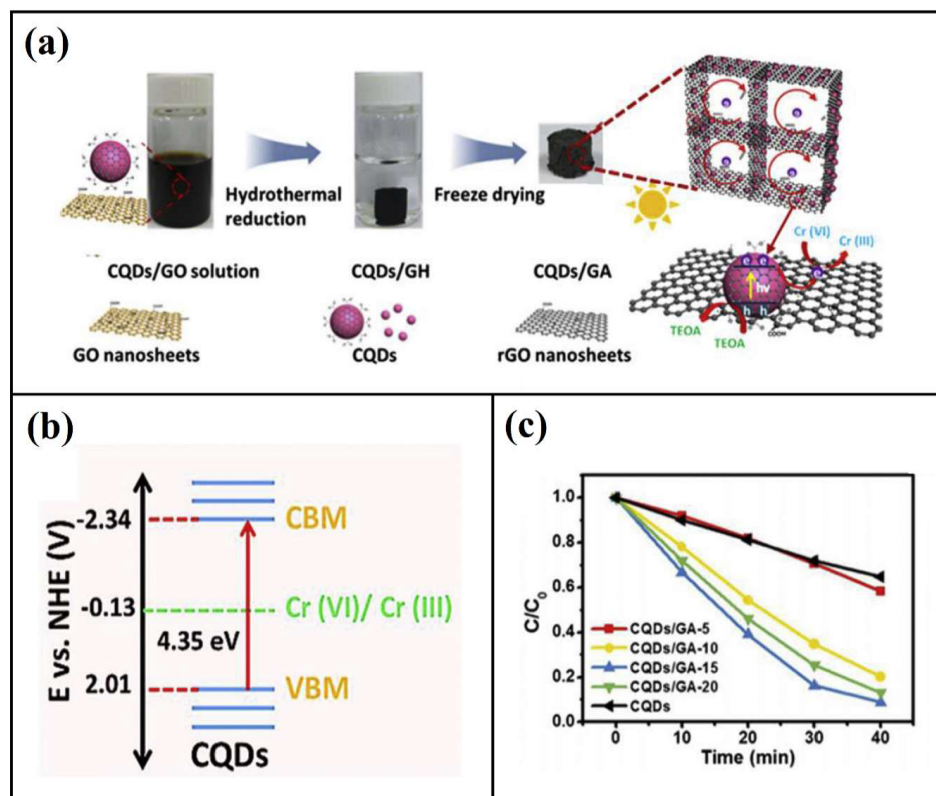 (a)
Hydrothermal
reduction
Freeze drying
CQDs/GO solution
CQDs/GH
CQDs/GA
Cr (VI)
Cr (III)
e
e
e
e
e
e
e
hv
h
h
TEOA
TEOA
COOH
GO nanosheets
CQDs
rGO nanosheets
(b)
E vs. NHE (V)
-2.34
CBM
-0.13
Cr (VI)/ Cr (III)
4.35 eV
2.01
VBM
CQDs
(c)
C/C0
1.0
0.8
0.6
0.4
0.2
0.0
CQDs/GA-5
CQDs/GA-10
CQDs/GA-15
CQDs/GA-20
CQDs
0 10 20 30 40
Time (min)